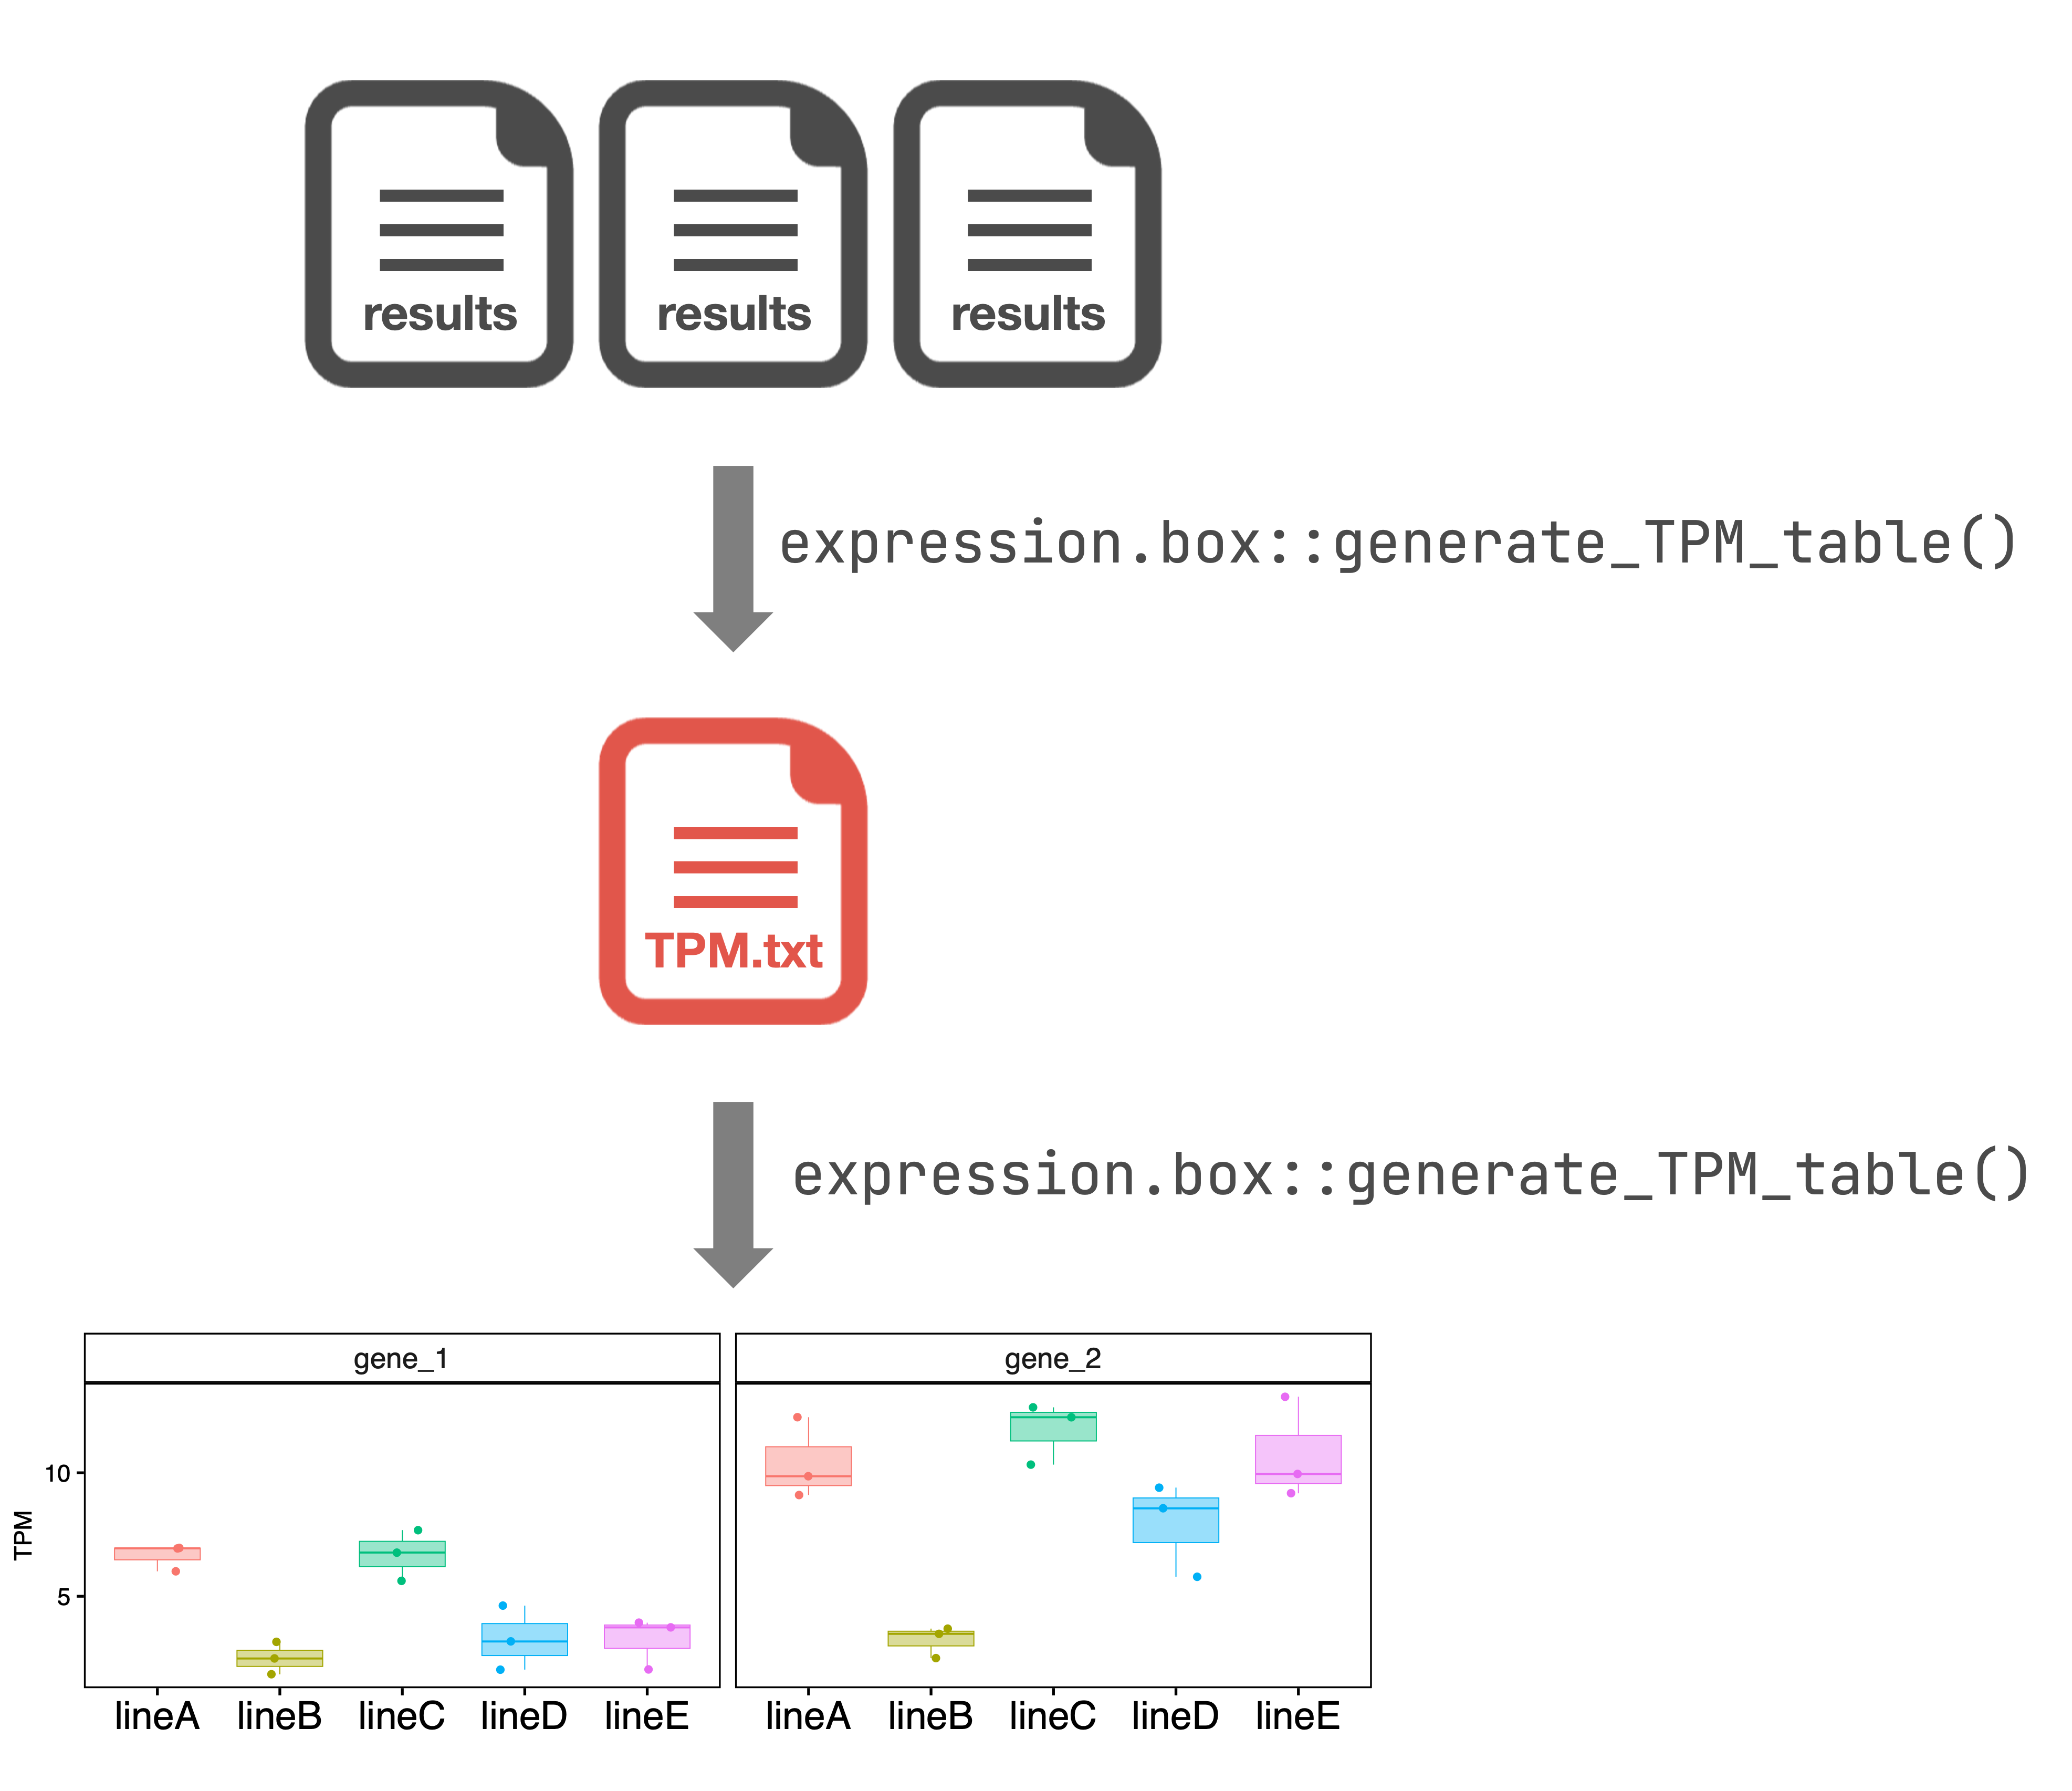 results results results
expression.box::generate_TPM_table()
TPM.txt
expression.box::generate_TPM_table()
gene_1 gene_2
TPM
10
5
lineA lineB lineC lineD lineE lineA lineB lineC lineD lineE